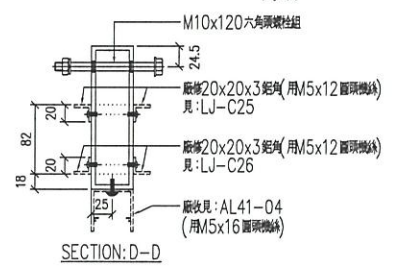 M10x120六角頭螺栓組
24.5
廠修20x20x3鋁角(用M5x12圓頭機絲)
見:LJ-C25
20
82
廠修20x20x3鋁角(用M5x12圓頭機絲)
見:LJ-C26
20
18
25
廠收見:AL41-04
(用M5x16圓頭機絲)
SECTION:D-D